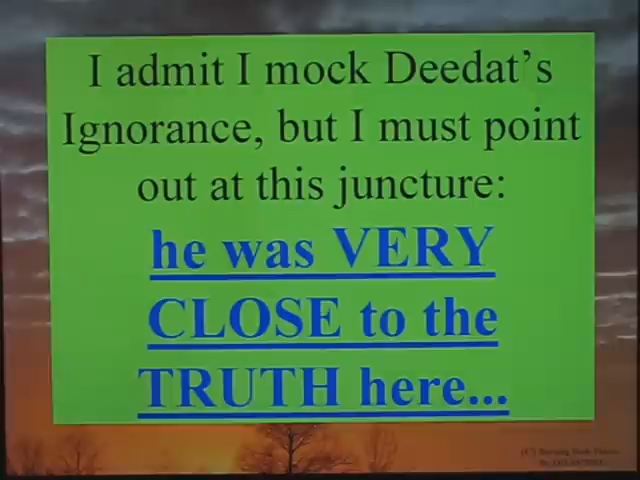 I admit I mock Deedat's
Ignorance, but I must point
out at this juncture:
he was VERY
CLOSE to the
TRUTH here...